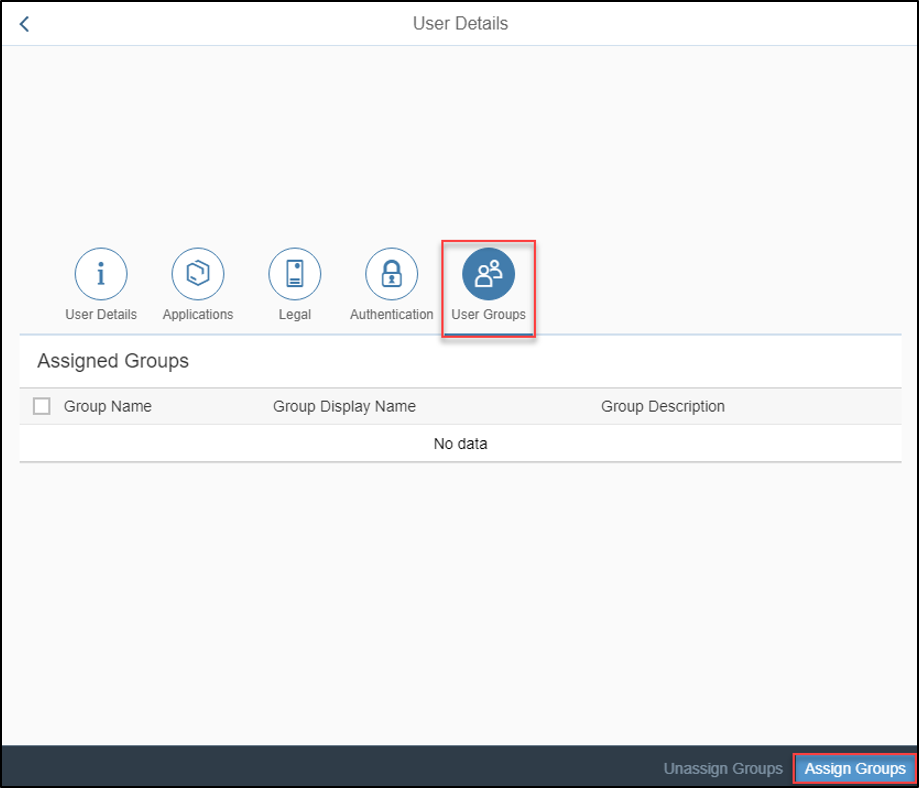 User Details
User Details Applications Legal Authentication User Groups
Assigned Groups
Group Name Group Display Name Group Description
No data
Unassign Groups Assign Groups